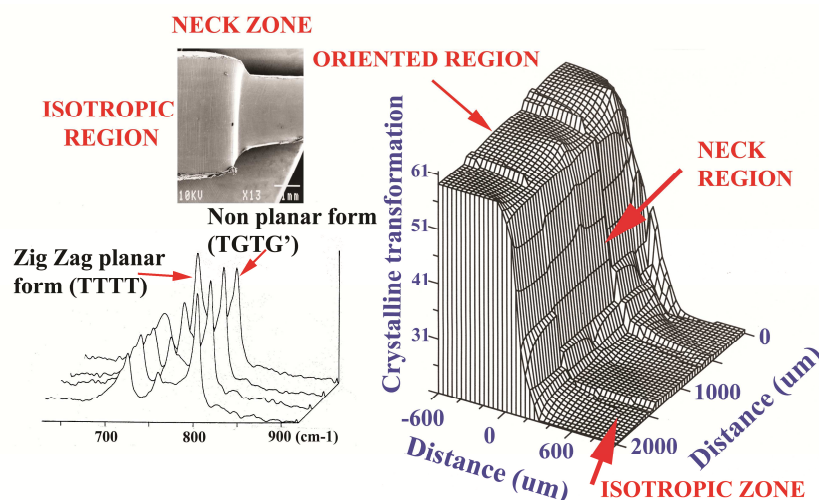 NECK ZONE
ORIENTED REGION
ISOTROPIC
REGION
10KV X13 1mm
NECK
REGION
Non planar form
(TGTG’)
Zig Zag planar
form (TTTT)
Crystalline transformation
61
51
41
31
-600
0
600
Distance (um)
0
1000
2000
Distance (um)
700 800 900 (cm-1)
ISOTROPIC ZONE